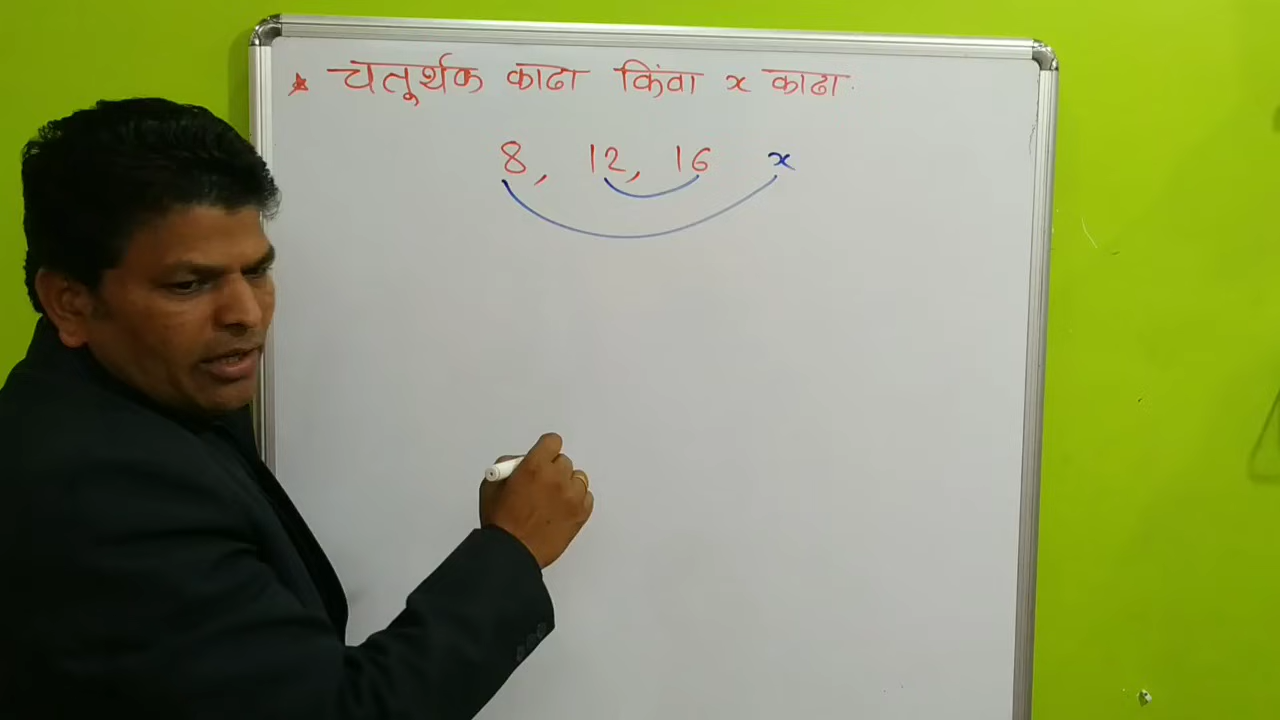 * चतुर्थक काढा किंवा x काढा.
8, 12, 16 x